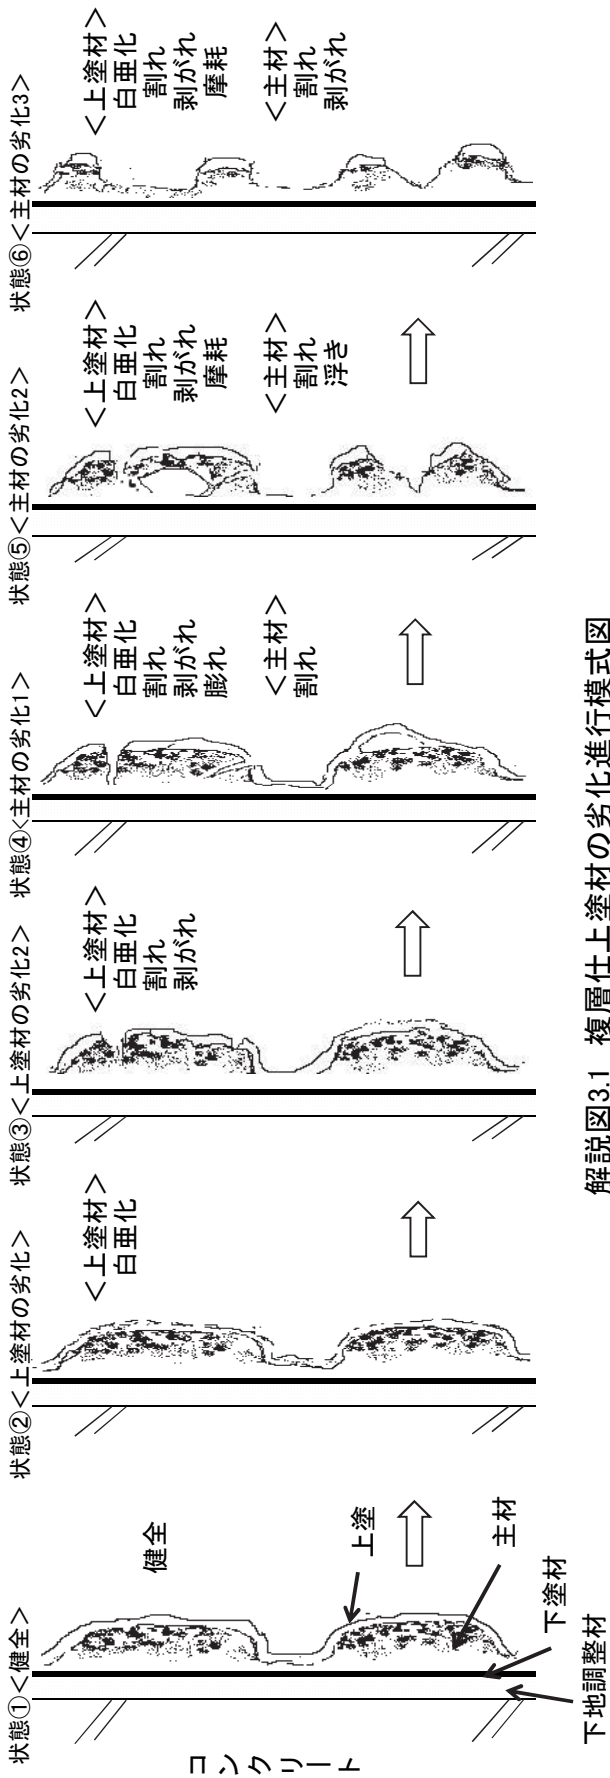 状態①<健全>
健全
上塗
主材
下塗材
下地調整材
コンクリート
状態②<上塗材の劣化>
<上塗材>
白亜化
状態③<上塗材の劣化2>
<上塗材>
白亜化
割れ
剥がれ
状態④<主材の劣化1>
<上塗材>
白亜化
割れ
剥がれ
膨れ
<主材>
割れ
状態⑤<主材の劣化2>
<上塗材>
白亜化
割れ
剥がれ
摩耗
<主材>
割れ
浮き
状態⑥<主材の劣化3>
<上塗材>
白亜化
割れ
剥がれ
摩耗
<主材>
割れ
剥がれ
解説図3.1 複層仕上塗材の劣化進行模式図